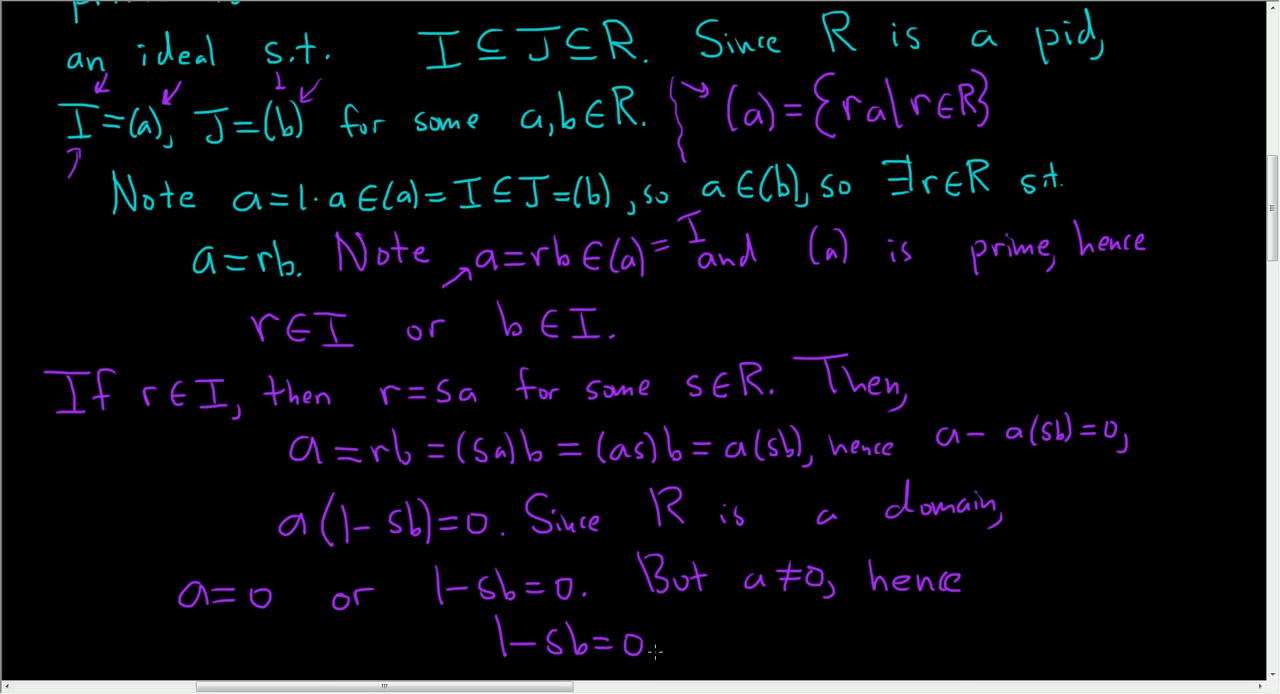 an ideal s.t. I ⊆ J ⊆ R. Since R is a pid,
I = (a), J = (b) for some a, b ∈ R. (a) = {ra | r ∈ R}
Note a = 1·a ∈ (a) = I ⊆ J = (b), so a ∈ (b), so ∃r ∈ R s.t.
a = rb. Note a = rb ∈ (a) = I and (a) is prime, hence
r ∈ I or b ∈ I.
If r ∈ I, then r = sa for some s ∈ R. Then,
a = rb = (sa)b = (as)b = a(sb), hence a - a(sb) = 0,
a(1 - sb) = 0. Since R is a domain,
a = 0 or 1 - sb = 0. But a ≠ 0, hence
1 - sb = 0.